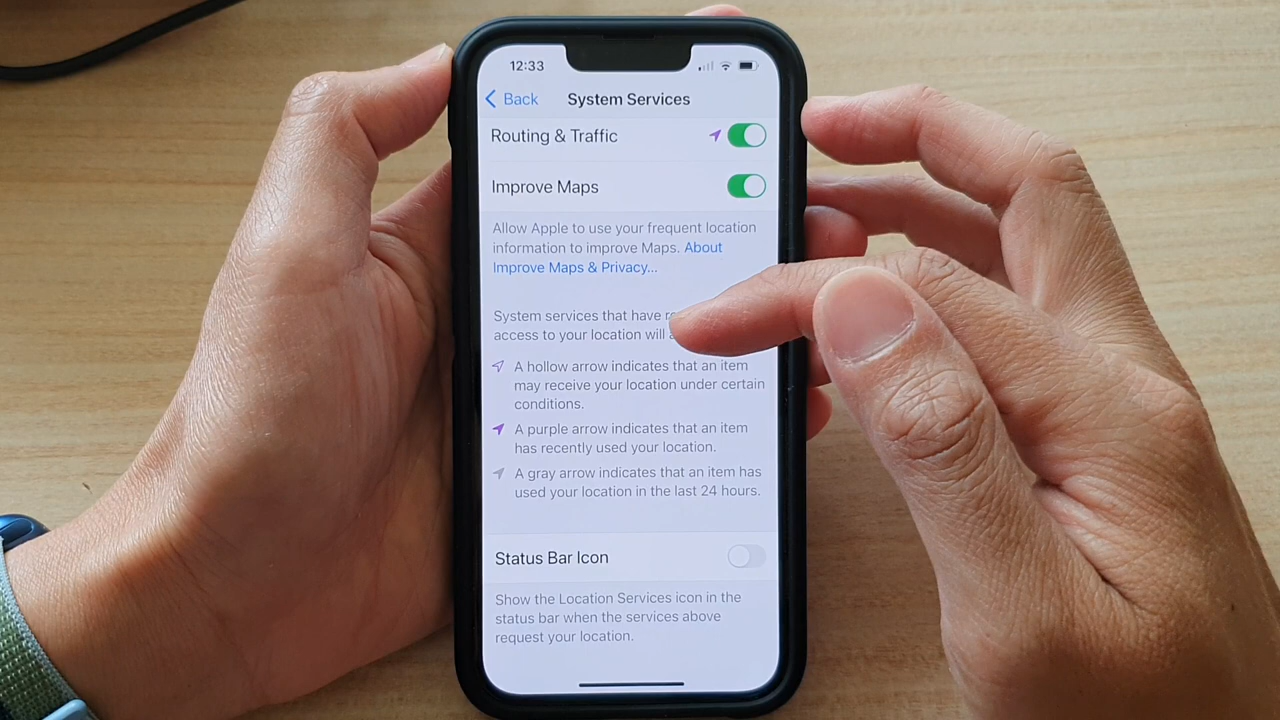 12:33
Back System Services
Routing & Traffic
Improve Maps
Allow Apple to use your frequent location
information to improve Maps. About
Improve Maps & Privacy...
System services that have
access to your location will
A hollow arrow indicates that an item
may receive your location under certain
conditions.
A purple arrow indicates that an item
has recently used your location.
A gray arrow indicates that an item has
used your location in the last 24 hours.
Status Bar Icon
Show the Location Services icon in the
status bar when the services above
request your location.